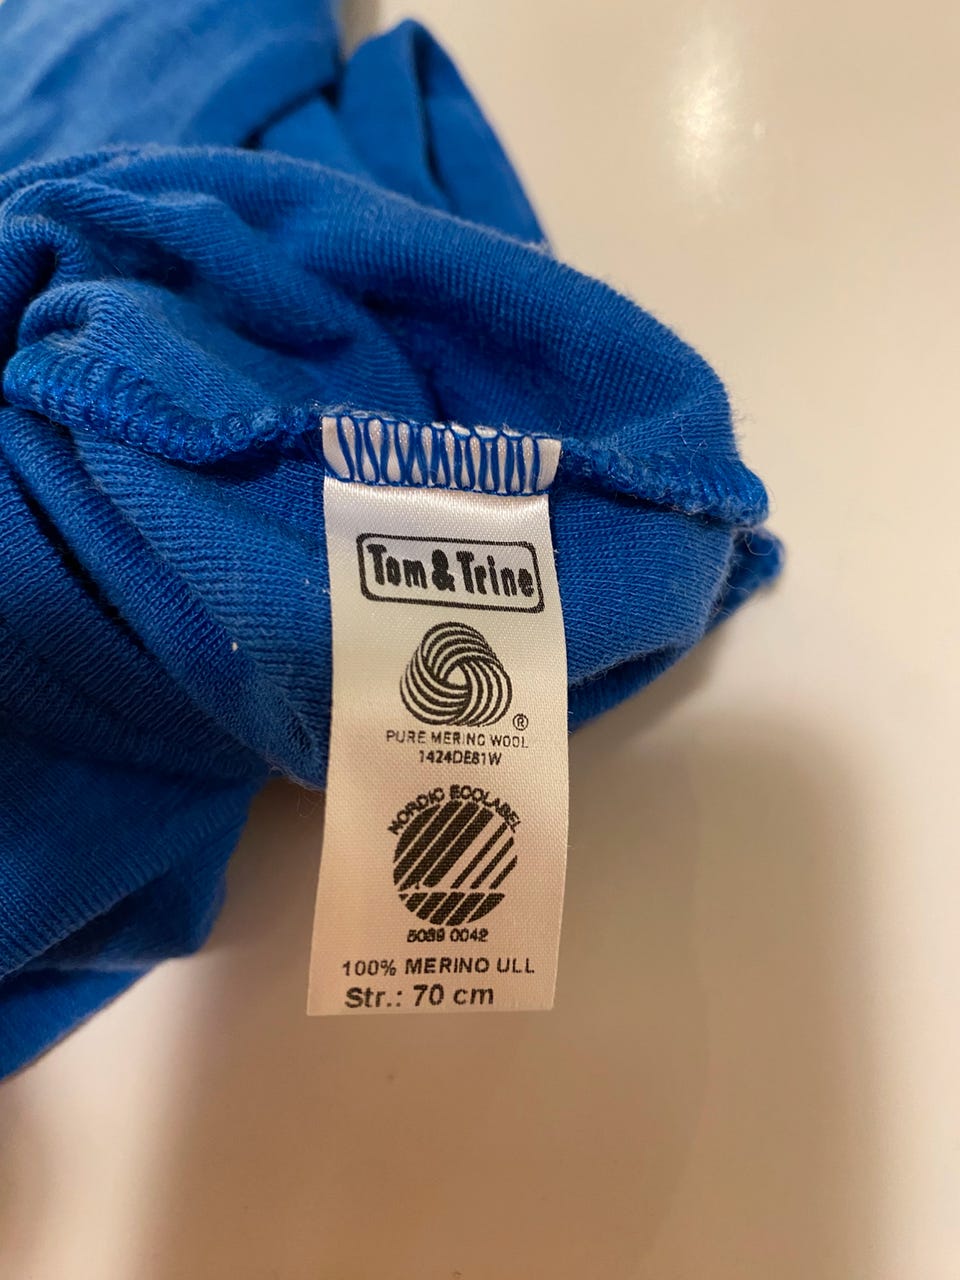 Tom & Trine
®
PURE MERINO WOOL
1424DE81W
NORDIC ECOLABEL
5089 0042
100% MERINO ULL
Str.: 70 cm